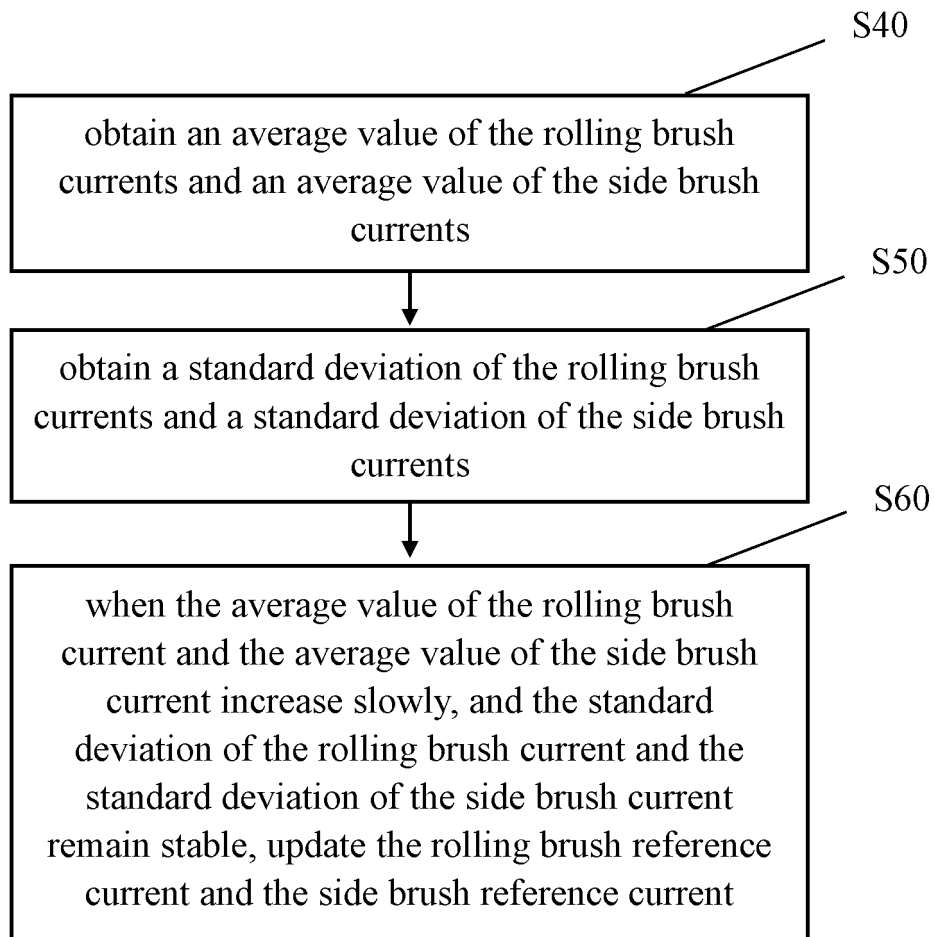 S40
obtain an average value of the rolling brush
currents and an average value of the side brush
currents
S50
obtain a standard deviation of the rolling brush
currents and a standard deviation of the side brush
currents
S60
when the average value of the rolling brush
current and the average value of the side brush
current increase slowly, and the standard
deviation of the rolling brush current and the
standard deviation of the side brush current
remain stable, update the rolling brush reference
current and the side brush reference current